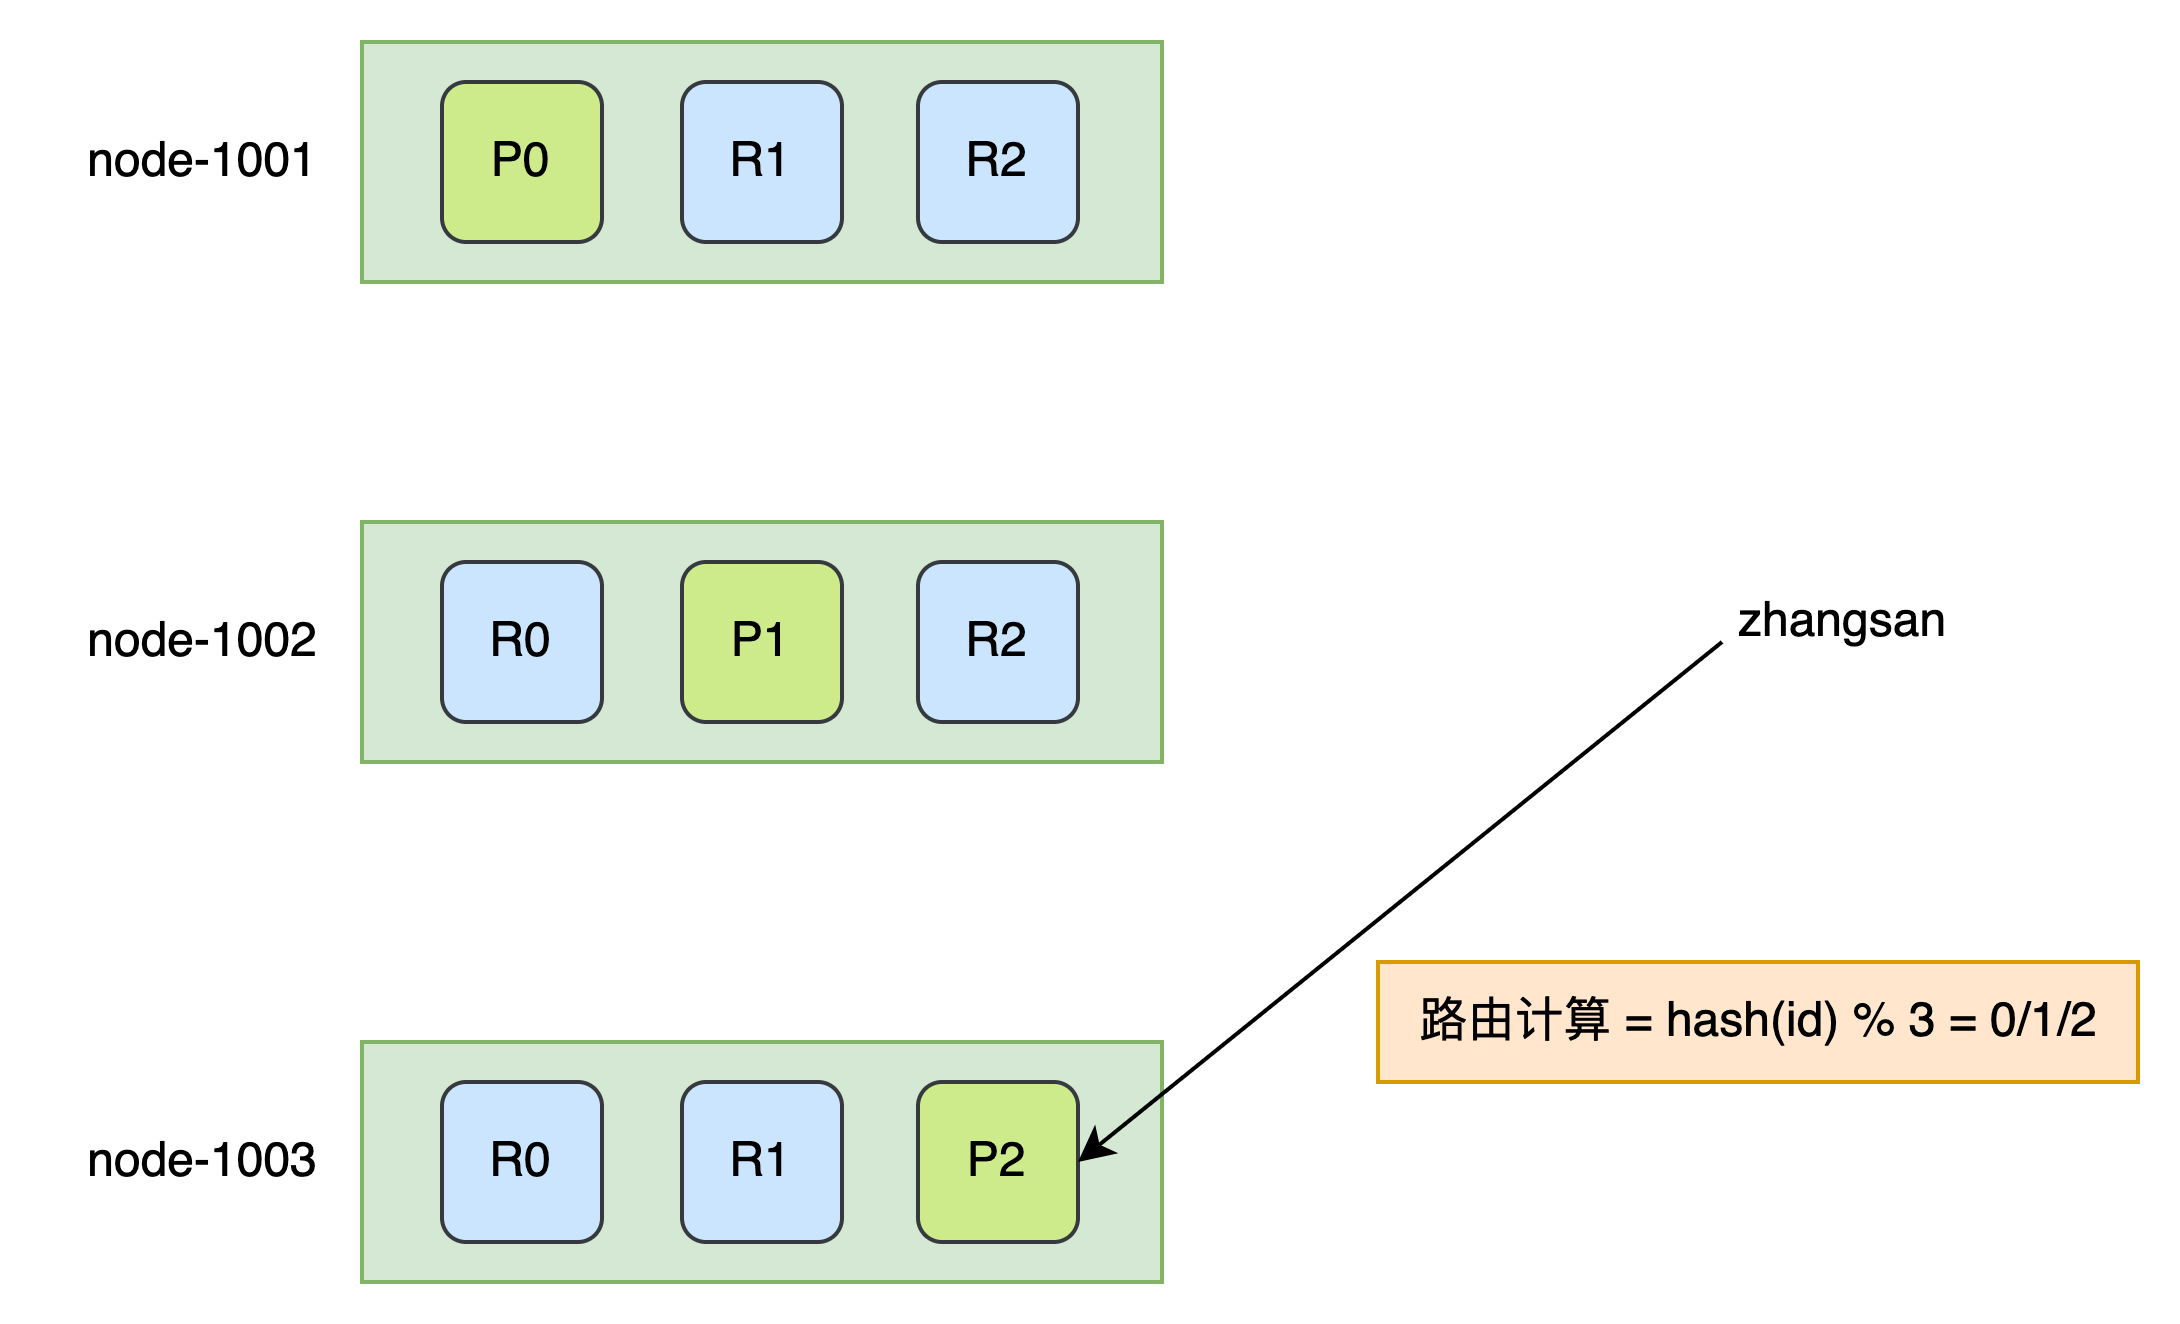 node-1001
P0
R1
R2
node-1002
R0
P1
R2
zhangsan
路由计算 = hash(id) % 3 = 0/1/2
node-1003
R0
R1
P2